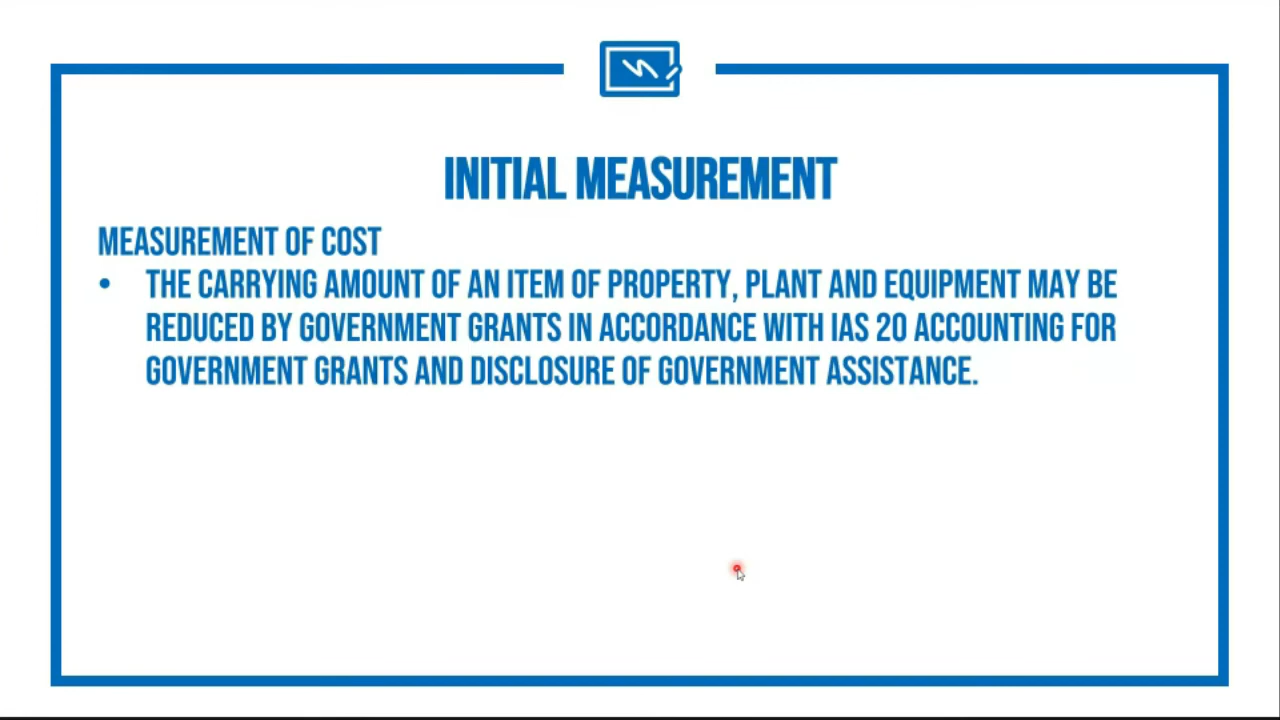 INITIAL MEASUREMENT
MEASUREMENT OF COST
• THE CARRYING AMOUNT OF AN ITEM OF PROPERTY, PLANT AND EQUIPMENT MAY BE
REDUCED BY GOVERNMENT GRANTS IN ACCORDANCE WITH IAS 20 ACCOUNTING FOR
GOVERNMENT GRANTS AND DISCLOSURE OF GOVERNMENT ASSISTANCE.